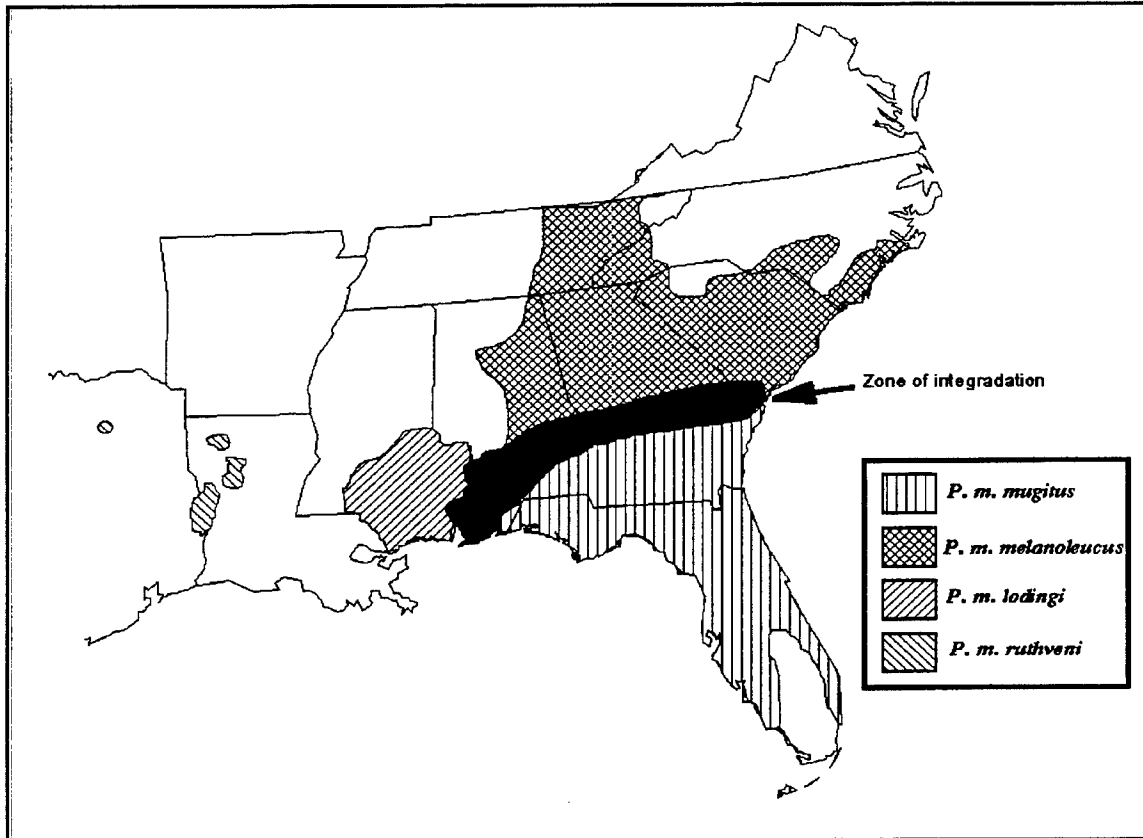 Zone of integradation
P. m. mugitus
P. m. melanoleucus
P. m. lodingi
P. m. ruthveni